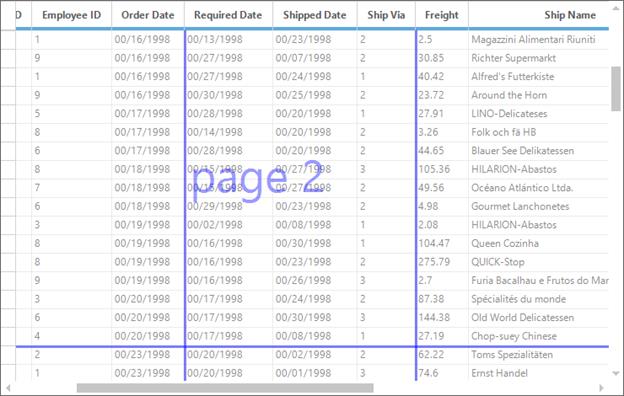 D Employee ID Order Date Required Date Shipped Date Ship Via Freight Ship Name
1 00/16/1998 00/13/1998 00/23/1998 2 2.5 Magazzini Alimentari Riuniti
9 00/16/1998 00/27/1998 00/07/1998 2 30.85 Richter Supermarkt
1 00/16/1998 00/27/1998 00/24/1998 1 40.42 Alfred's Futterkiste
9 00/16/1998 00/30/1998 00/25/1998 2 23.72 Around the Horn
5 00/17/1998 00/28/1998 00/20/1998 1 27.91 LINO-Delicateses
8 00/17/1998 00/14/1998 00/20/1998 2 3.26 Folk och fä HB
6 00/17/1998 00/28/1998 00/20/1998 2 44.65 Blauer See Delikatessen
8 00/18/1998 00/15/1998 00/27/1998 3 105.36 HILARION-Abastos
page 2
7 00/18/1998 00/15/1998 00/27/1998 2 49.56 Océano Atlántico Ltda.
6 00/18/1998 00/29/1998 00/23/1998 2 4.98 Gourmet Lanchonetes
3 00/19/1998 00/02/1998 00/08/1998 1 2.08 HILARION-Abastos
8 00/19/1998 00/16/1998 00/30/1998 1 104.47 Queen Cozinha
8 00/19/1998 00/16/1998 00/23/1998 2 275.79 QUICK-Stop
9 00/19/1998 00/16/1998 00/26/1998 3 2.7 Furia Bacalhau e Frutos do Mar
3 00/20/1998 00/17/1998 00/24/1998 2 87.38 Spécialités du monde
6 00/20/1998 00/17/1998 00/30/1998 3 144.38 Old World Delicatessen
4 00/20/1998 00/17/1998 00/08/1998 1 27.19 Chop-suey Chinese
2 00/23/1998 00/20/1998 00/02/1998 2 62.22 Toms Spezialitäten
1 00/23/1998 00/20/1998 00/01/1998 3 74.6 Ernst Handel